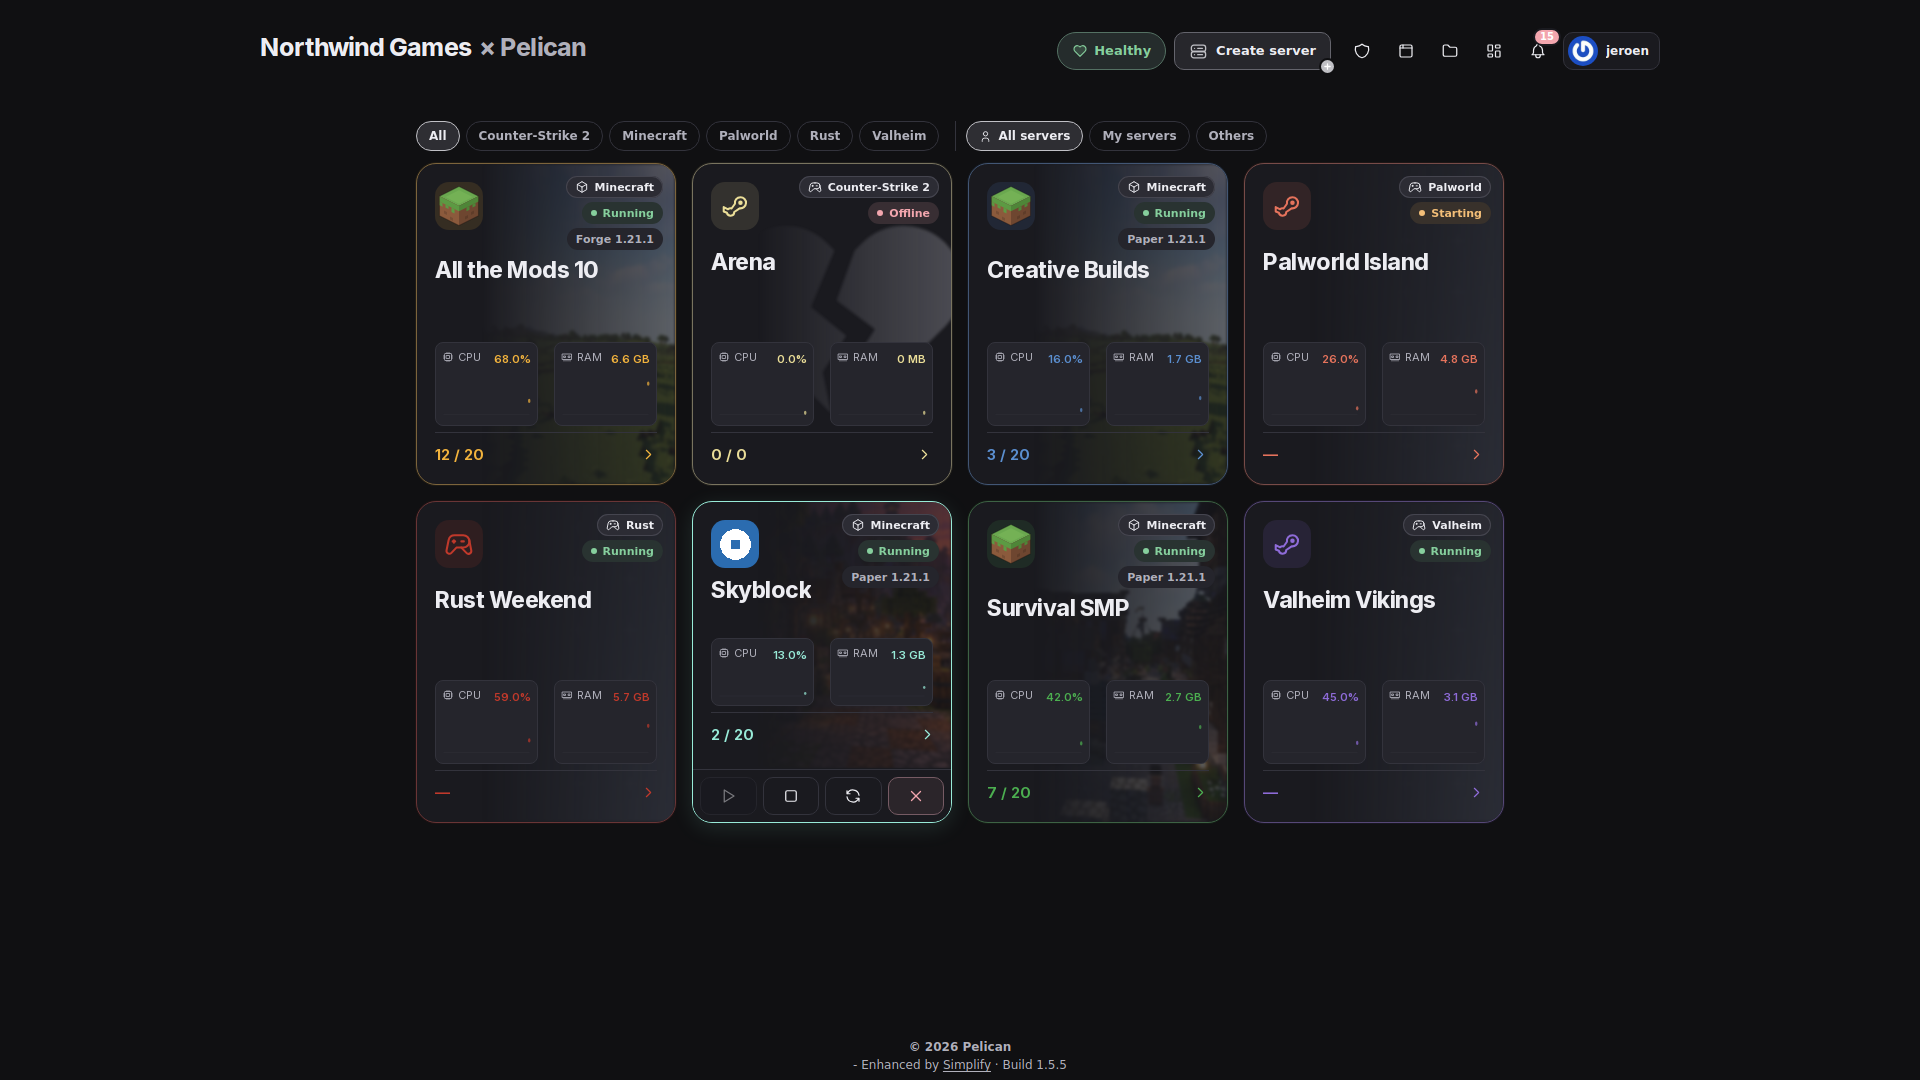 Northwind Games × Pelican
Healthy
Create server
15
jeroen
All
Counter-Strike 2
Minecraft
Palworld
Rust
Valheim
All servers
My servers
Others
Minecraft
Running
Forge 1.21.1
All the Mods 10
CPU 68.0%
RAM 6.6 GB
12 / 20
Counter-Strike 2
Offline
Arena
CPU 0.0%
RAM 0 MB
0 / 0
Minecraft
Running
Paper 1.21.1
Creative Builds
CPU 16.0%
RAM 1.7 GB
3 / 20
Palworld
Starting
Palworld Island
CPU 26.0%
RAM 4.8 GB
—
Rust
Running
Rust Weekend
CPU 59.0%
RAM 5.7 GB
—
Minecraft
Running
Paper 1.21.1
Skyblock
CPU 13.0%
RAM 1.3 GB
2 / 20
Minecraft
Running
Paper 1.21.1
Survival SMP
CPU 42.0%
RAM 2.7 GB
7 / 20
Valheim
Running
Valheim Vikings
CPU 45.0%
RAM 3.1 GB
—
© 2026 Pelican
- Enhanced by Simplify · Build 1.5.5